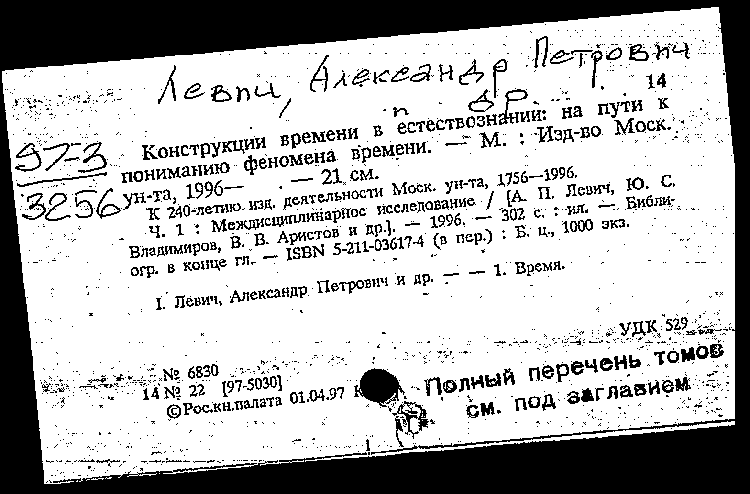 Левич, Александр Петрович
и др.
14
97-3
3256
Конструкции времени в естествознании: на пути к
пониманию феномена времени. — М. : Изд-во Моск.
ун-та, 1996— . — 21 см.
К 240-летию изд. деятельности Моск. ун-та, 1756—1996.
Ч. 1 : Междисциплинарное исследование / [А. П. Левич, Ю. С.
Владимиров, В. В. Аристов и др.]. — 1996. — 302 с. : ил. — Библи-
огр. в конце гл. — ISBN 5-211-03617-4 (в пер.) : Б. ц., 1000 экз.
I. Левич, Александр Петрович и др. — — 1. Время.
УДК 529
№ 6830
14 № 22 [97-5030]
©Рос.кн.палата 01.04.97
Полный перечень томов
см. под заглавием